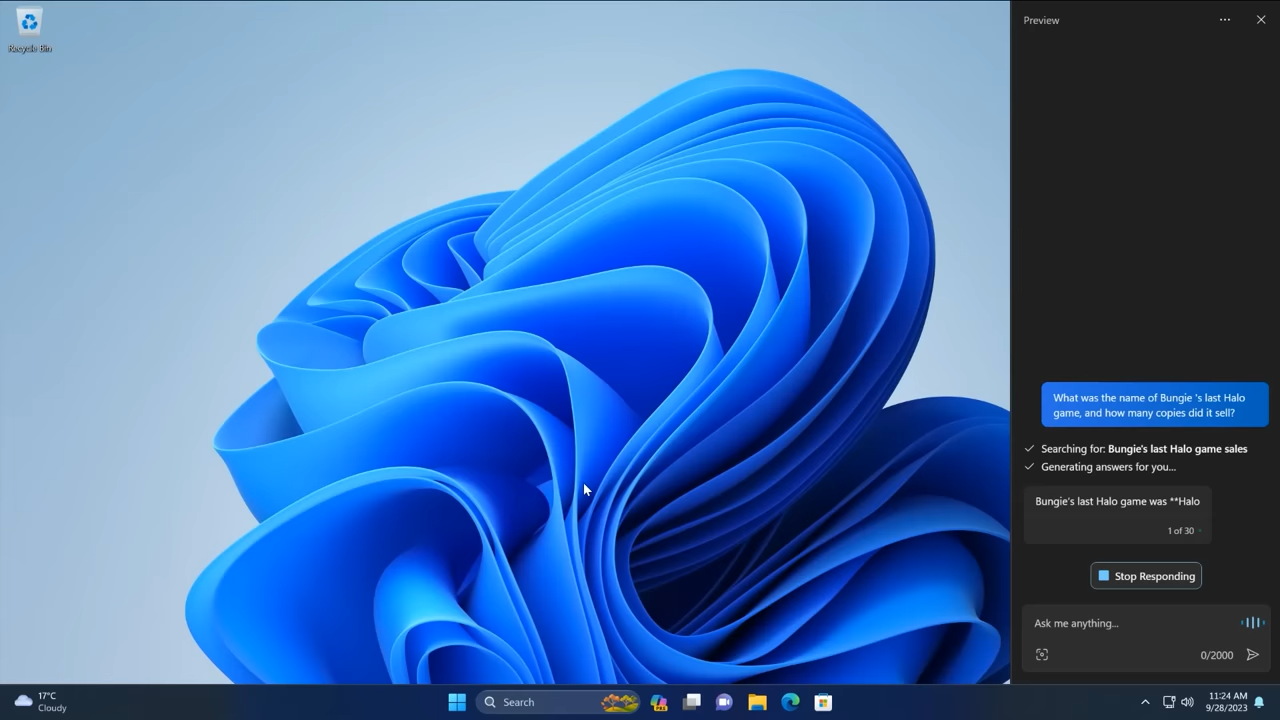 Recycle Bin
Preview
What was the name of Bungie 's last Halo
game, and how many copies did it sell?
Searching for: Bungie's last Halo game sales
Generating answers for you...
Bungie's last Halo game was **Halo
1 of 30
Stop Responding
Ask me anything...
0/2000
17°C
Cloudy
Search
PRE
11:24 AM
9/28/2023